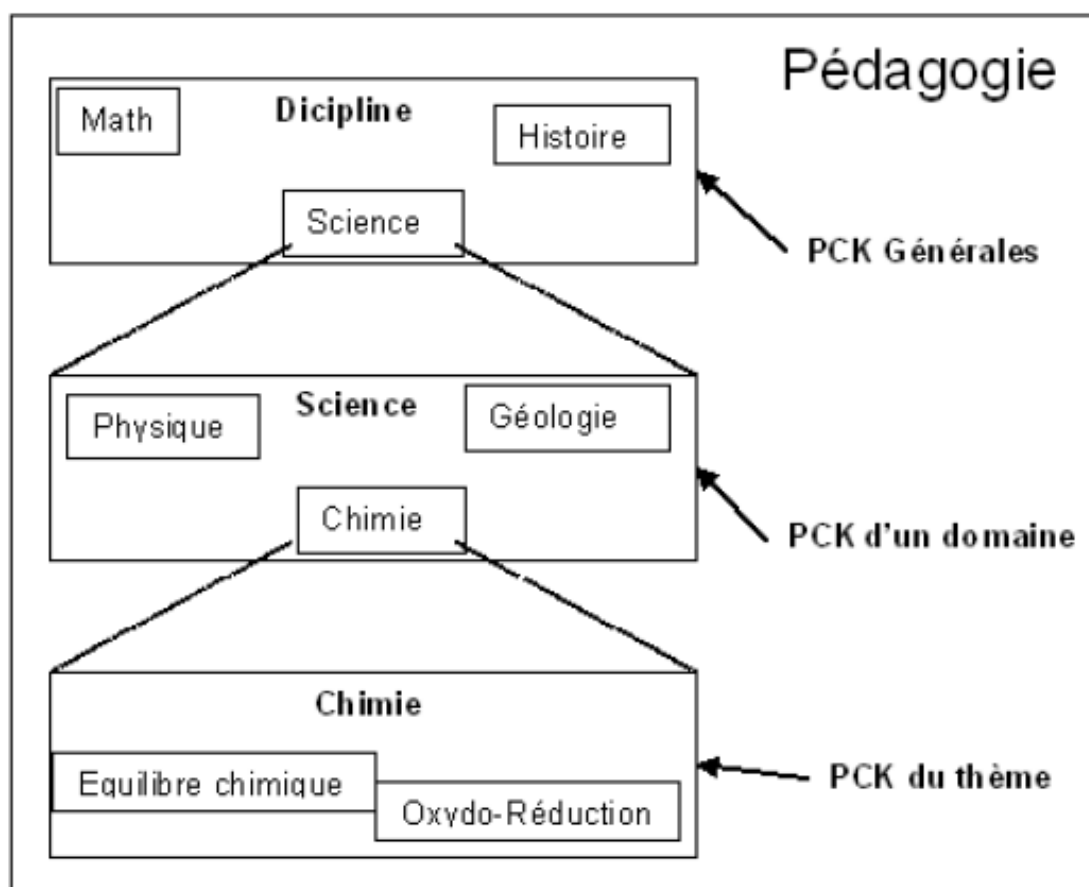 Pédagogie
Dicipline
Math
Histoire
Science
PCK Générales
Science
Physique
Géologie
Chimie
PCK d'un domaine
Chimie
Equilibre chimique
Oxydo-Réduction
PCK du thème